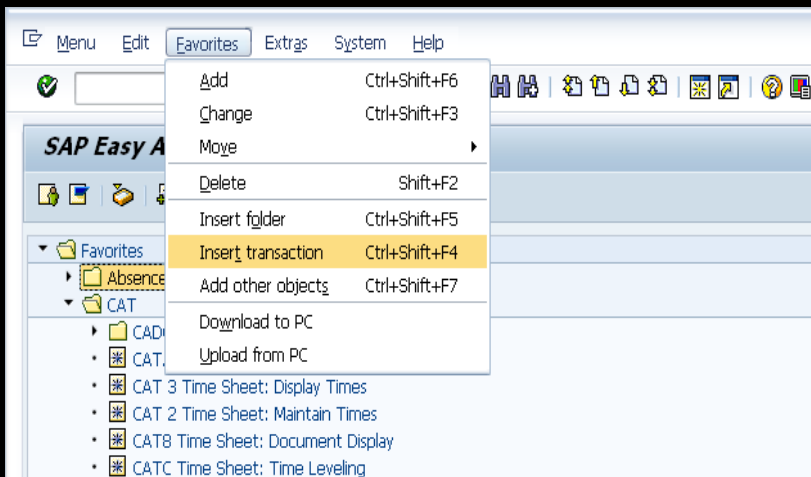 Menu Edit Favorites Extras System Help
Add Ctrl+Shift+F6
Change Ctrl+Shift+F3
Move
SAP Easy A
Delete Shift+F2
Insert folder Ctrl+Shift+F5
Favorites
Insert transaction Ctrl+Shift+F4
Absence
Add other objects Ctrl+Shift+F7
CAT
Download to PC
CAD
Upload from PC
CAT
CAT 3 Time Sheet: Display Times
CAT 2 Time Sheet: Maintain Times
CAT8 Time Sheet: Document Display
CATC Time Sheet: Time Leveling